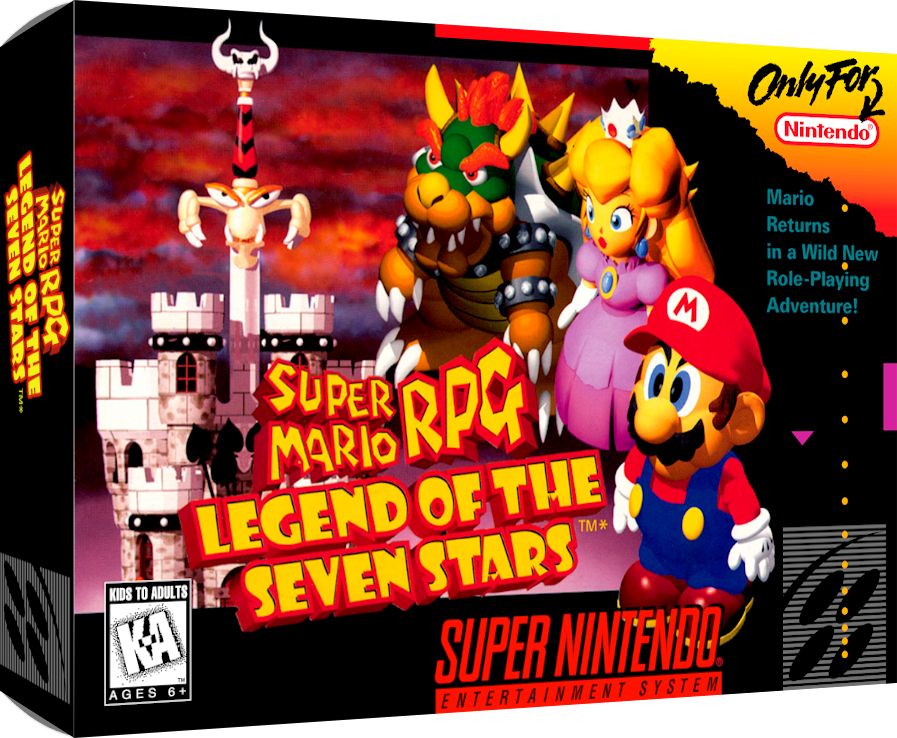 Only For
Nintendo®
Mario
Returns
in a Wild New
Role-Playing
Adventure!
SUPER
MARIO RPG
LEGEND OF THE
SEVEN STARS™*
SUPER
MARIO RPG
LEGEND OF THE
SEVEN STARS
™*
M
KIDS TO ADULTS
K-A
™
AGES 6+
SUPER NINTENDO®
ENTERTAINMENT SYSTEM